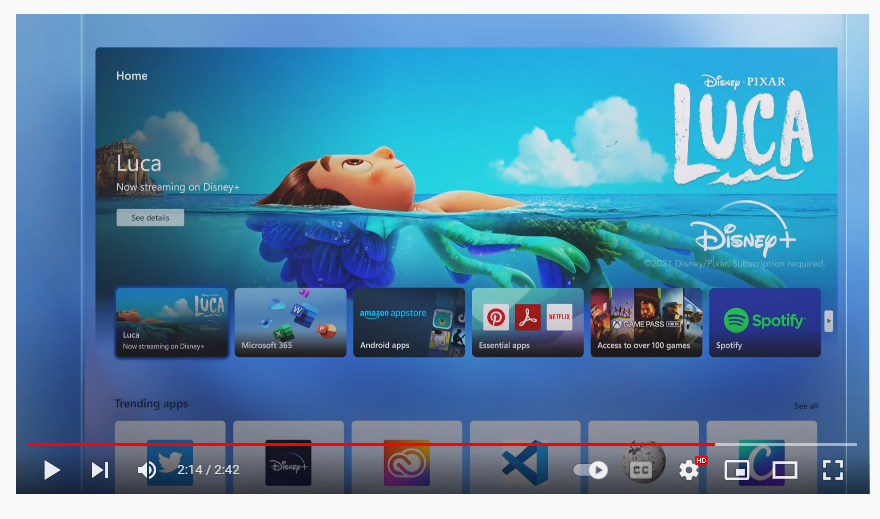 Home
Disney · PIXAR
LUCA
Luca
Now streaming on Disney+
See details
Disney+
©2021 Disney/Pixar. Subscription required.
LUCA
Luca
Now streaming on Disney+
W
X
P
Microsoft 365
amazon appstore
Android apps
NETFLIX
Essential apps
GAME PASS
Access to over 100 games
Spotify
Spotify
Trending apps
See all
Disney+
CC
HD
2:14 / 2:42